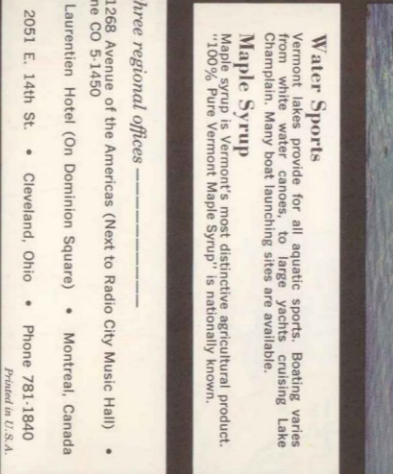 Water Sports
Vermont lakes provide for all aquatic sports. Boating varies
from white water canoes, to large yachts cruising Lake
Champlain. Many boat launching sites are available.
Maple Syrup
Maple syrup is Vermont's most distinctive agricultural product.
"100% Pure Vermont Maple Syrup" is nationally known.
hree regional offices
1268 Avenue of the Americas (Next to Radio City Music Hall) •
ne CO 5-1450
Laurentien Hotel (On Dominion Square) • Montreal, Canada
2051 E. 14th St. • Cleveland, Ohio • Phone 781-1840
Printed in U.S.A.